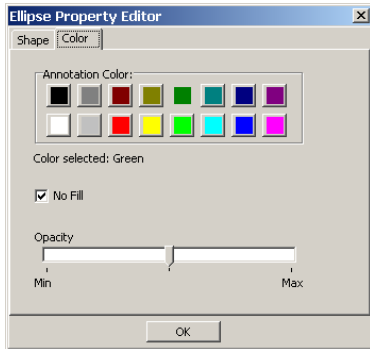 Ellipse Property Editor
Shape Color
Annotation Color:
Color selected: Green
No Fill
Opacity
Min Max
OK